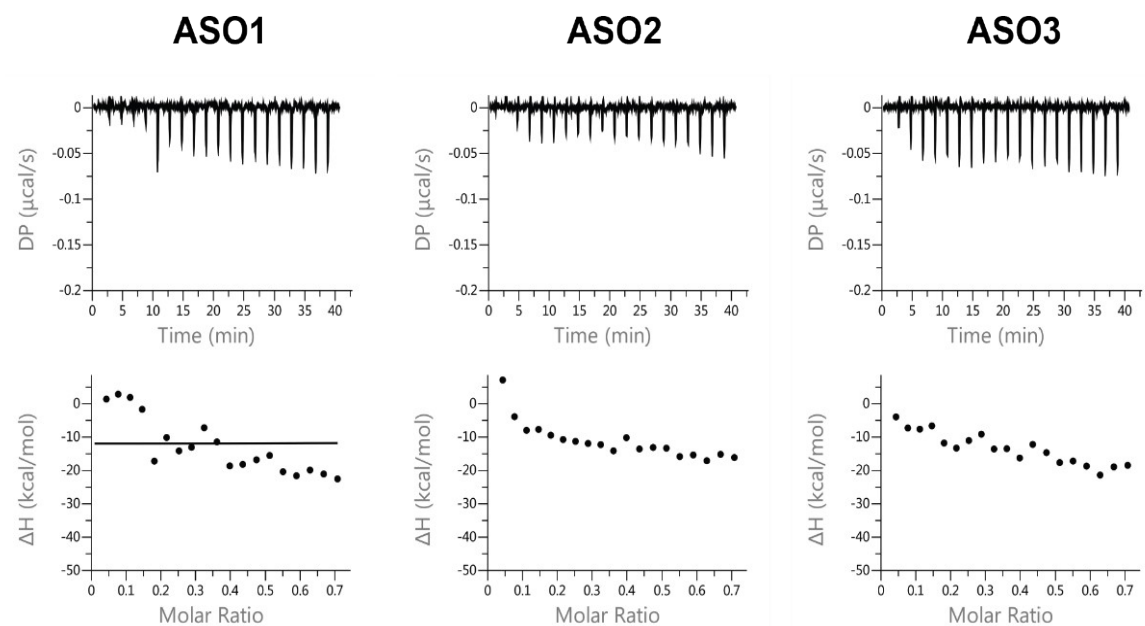 ASO1 ASO2 ASO3
0 0 0
-0.05 -0.05 -0.05
DP (µcal/s) DP (µcal/s) DP (µcal/s)
-0.1 -0.1 -0.1
-0.15 -0.15 -0.15
-0.2 -0.2 -0.2
0 5 10 15 20 25 30 35 40 0 5 10 15 20 25 30 35 40 0 5 10 15 20 25 30 35 40
Time (min) Time (min) Time (min)
0 0 0
-10 -10 -10
ΔH (kcal/mol) ΔH (kcal/mol) ΔH (kcal/mol)
-20 -20 -20
-30 -30 -30
-40 -40 -40
-50 -50 -50
0 0.1 0.2 0.3 0.4 0.5 0.6 0.7 0 0.1 0.2 0.3 0.4 0.5 0.6 0.7 0 0.1 0.2 0.3 0.4 0.5 0.6 0.7
Molar Ratio Molar Ratio Molar Ratio